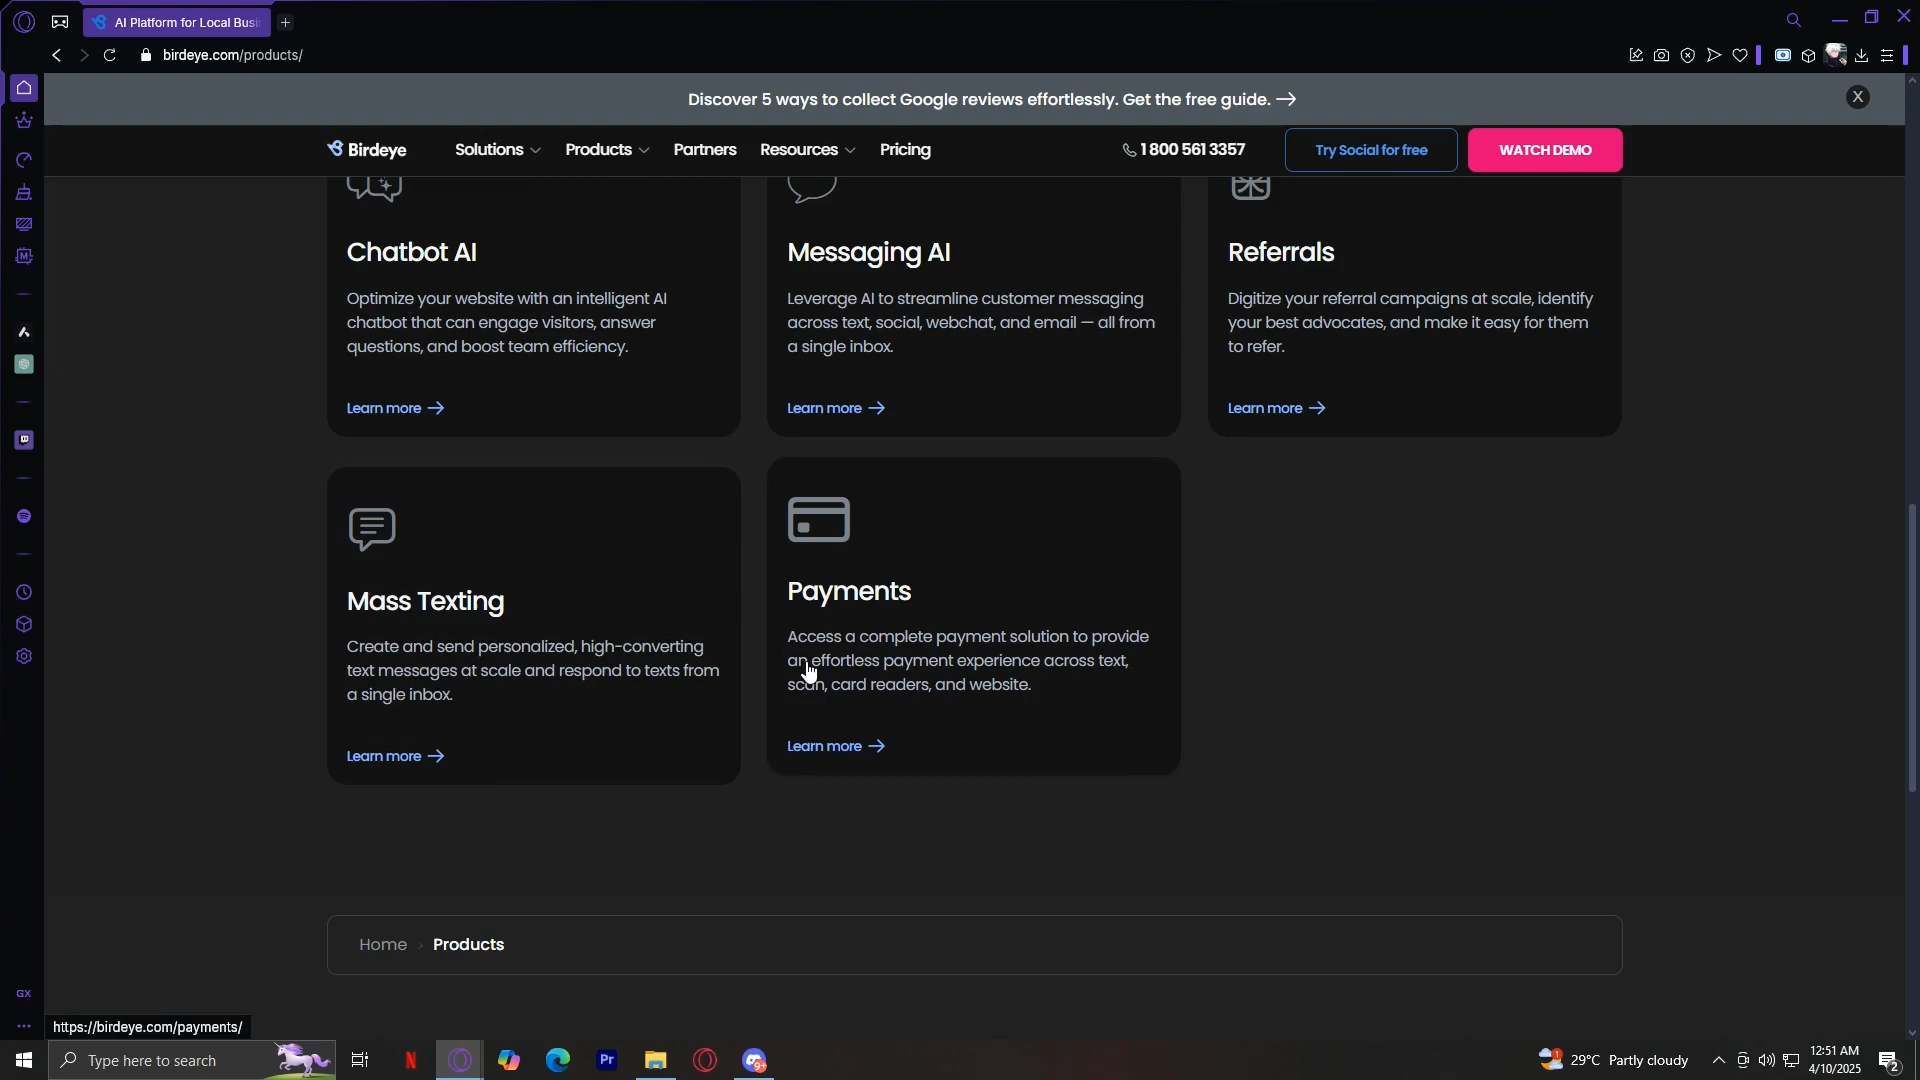 AI Platform for Local Busi
birdeye.com/products/
Discover 5 ways to collect Google reviews effortlessly. Get the free guide. →
X
Birdeye
Solutions
Products
Partners
Resources
Pricing
1 800 561 3357
Try Social for free
WATCH DEMO
Chatbot AI
Optimize your website with an intelligent AI
chatbot that can engage visitors, answer
questions, and boost team efficiency.
Learn more →
Messaging AI
Leverage AI to streamline customer messaging
across text, social, webchat, and email — all from
a single inbox.
Learn more →
Referrals
Digitize your referral campaigns at scale, identify
your best advocates, and make it easy for them
to refer.
Learn more →
Mass Texting
Create and send personalized, high-converting
text messages at scale and respond to texts from
a single inbox.
Learn more →
Payments
Access a complete payment solution to provide
an effortless payment experience across text,
scan, card readers, and website.
Learn more →
Home › Products
GX
https://birdeye.com/payments/
Type here to search
N
Pr
9+
1
29°C Partly cloudy
12:51 AM
4/10/2025
2
M